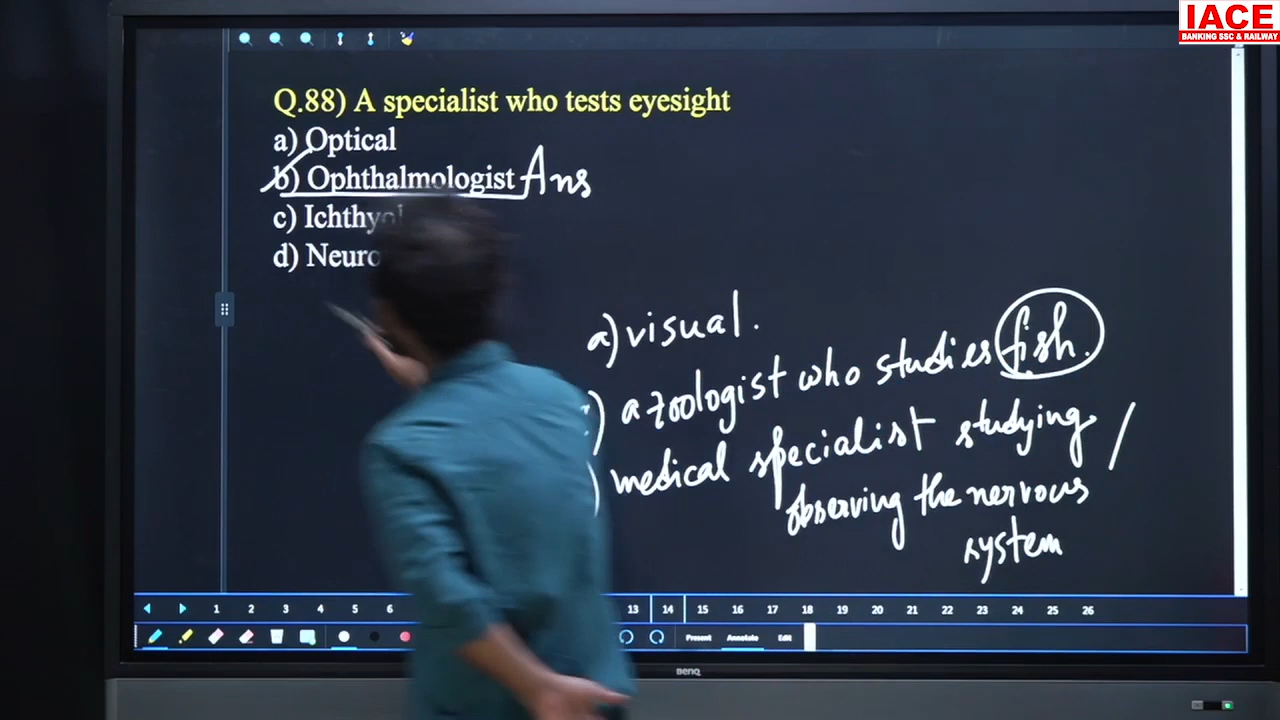 IACE
BANKING SSC & RAILWAY
Q.88) A specialist who tests eyesight
a) Optical
b) Ophthalmologist Ans
c) Ichthyol
d) Neuro
a) visual.
) a zoologist who studies fish.
) medical specialist studying /
observing the nervous
system
1 2 3 4 5 6 13 14 15 16 17 18 19 20 21 22 23 24 25 26
Present Annotate Edit
BenQ